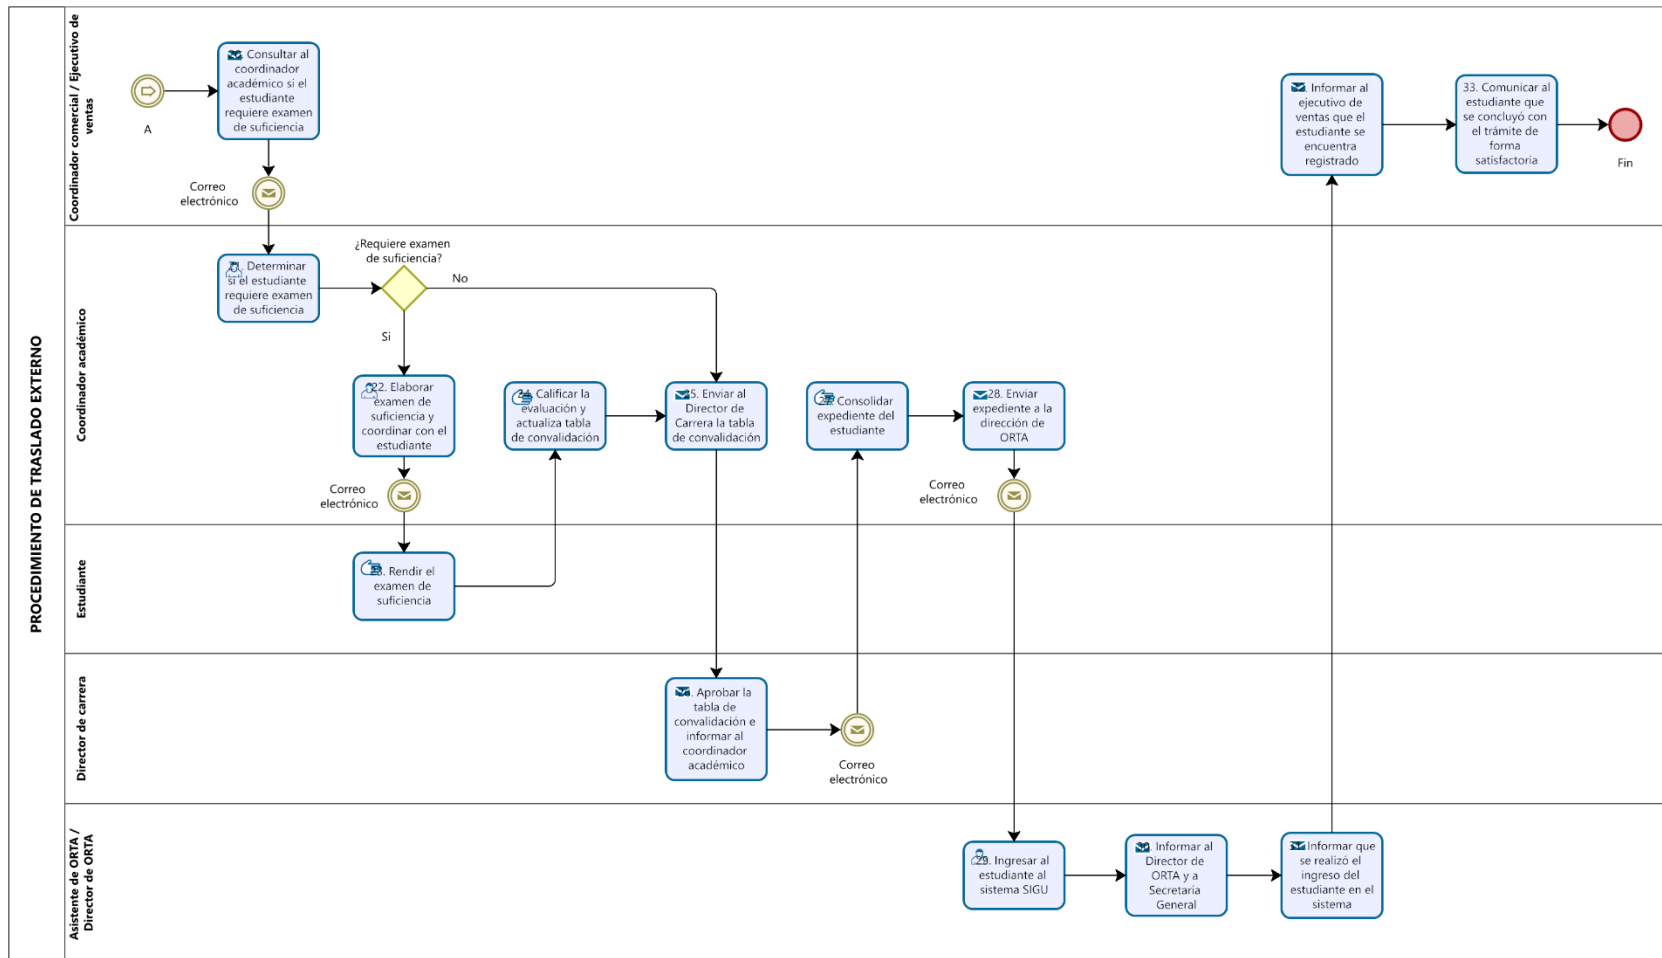 PROCEDIMIENTO DE TRASLADO EXTERNO
Coordinador comercial / Ejecutivo de
ventas
A
Consultar al
coordinador
académico si el
estudiante
requiere examen
de suficiencia
Correo
electrónico
. Informar al
ejecutivo de
ventas que el
estudiante se
encuentra
registrado
33. Comunicar al
estudiante que
se concluyó con
el trámite de
forma
satisfactoria
Fin
Coordinador académico
. Determinar
si el estudiante
requiere examen
de suficiencia
¿Requiere examen
de suficiencia?
No
Si
22. Elaborar
examen de
suficiencia y
coordinar con el
estudiante
Correo
electrónico
. Calificar la
evaluación y
actualiza tabla
de convalidación
5. Enviar al
Director de
Carrera la tabla
de convalidación
. Consolidar
expediente del
estudiante
28. Enviar
expediente a la
dirección de
ORTA
Correo
electrónico
Estudiante
3. Rendir el
examen de
suficiencia
Director de carrera
. Aprobar la
tabla de
convalidación e
informar al
coordinador
académico
Correo
electrónico
Asistente de ORTA /
Director de ORTA
29. Ingresar al
estudiante al
sistema SIGU
. Informar al
Director de
ORTA y a
Secretaría
General
Informar que
se realizó el
ingreso del
estudiante en el
sistema